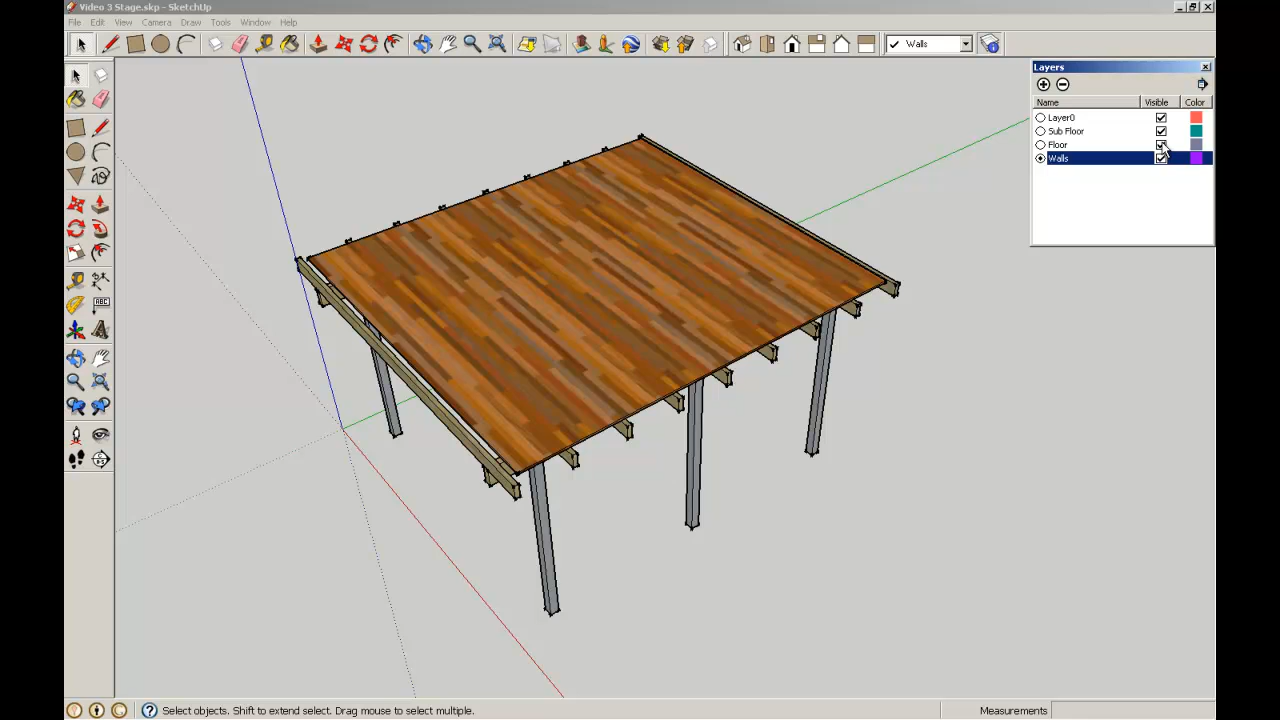 Video 3 Stage.skp - SketchUp
File Edit View Camera Draw Tools Window Help
Walls
Layers
Name Visible Color
Layer0
Sub Floor
Floor
Walls
ABC
Select objects. Shift to extend select. Drag mouse to select multiple.
Measurements